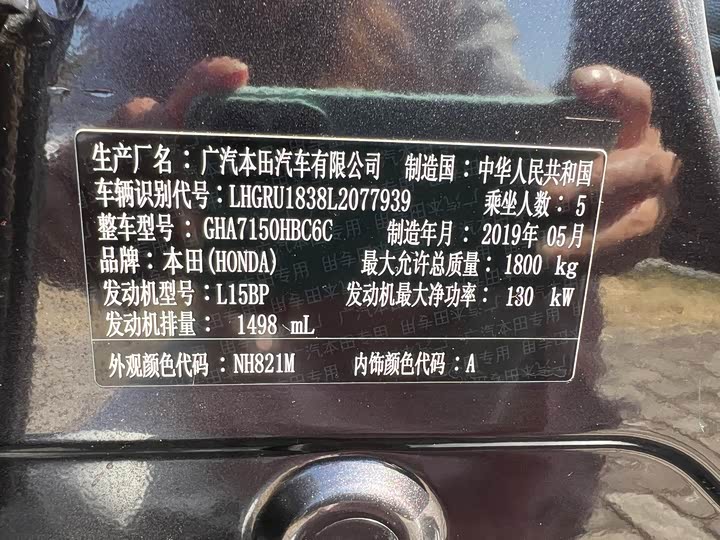 生产厂名：广汽本田汽车有限公司 制造国：中华人民共和国
车辆识别代号：LHGRU1838L2077939 乘坐人数：5
整车型号：GHA7150HBC6C 制造年月：2019年 05月
品牌：本田(HONDA) 最大允许总质量：1800 kg
发动机型号：L15BP 发动机最大净功率：130 kW
发动机排量：1498 mL
外观颜色代码：NH821M 内饰颜色代码：A